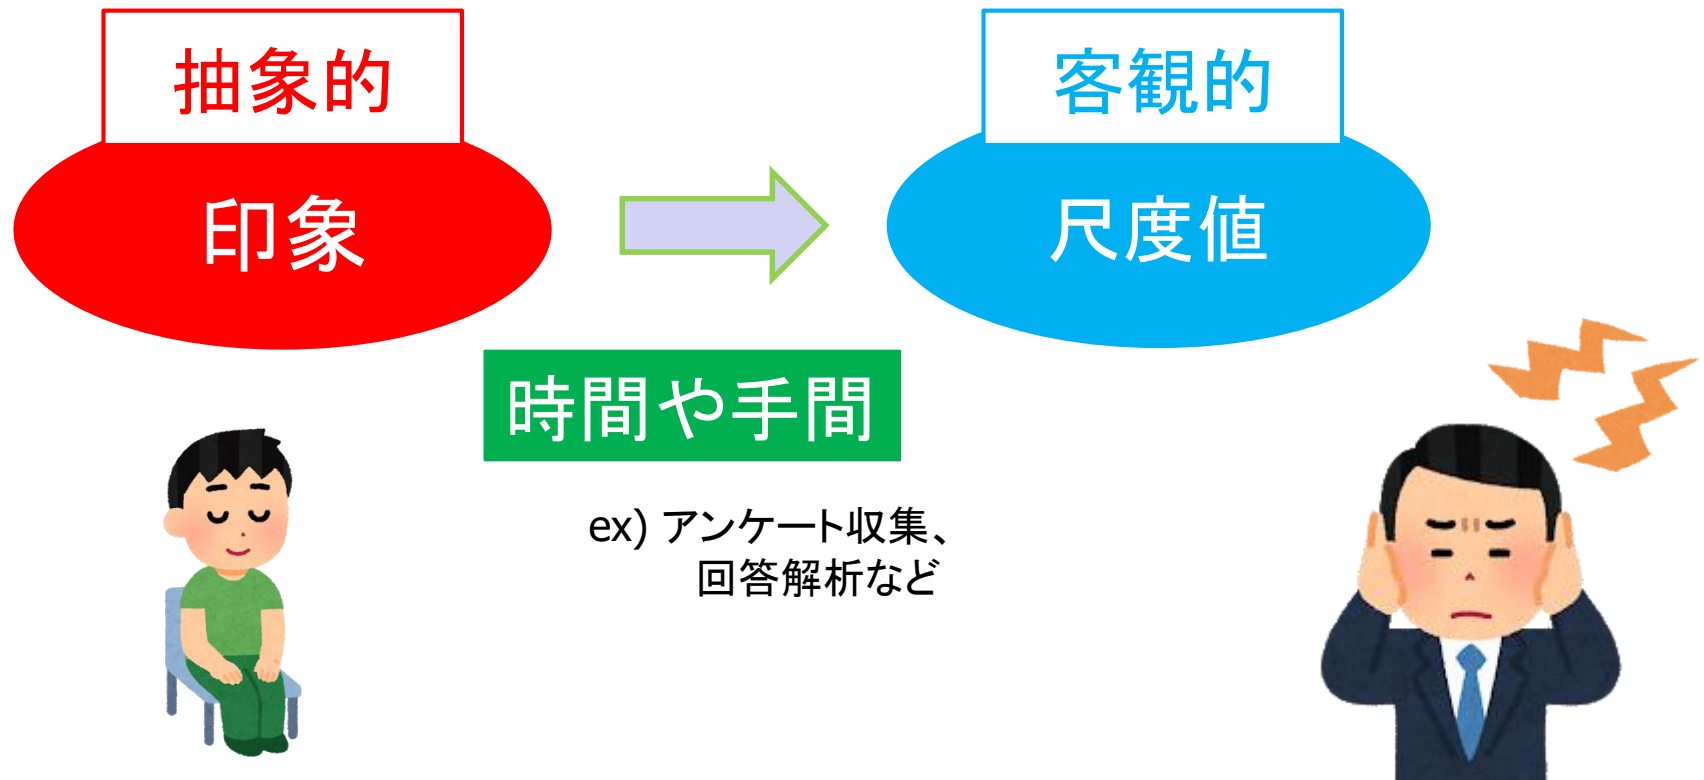 抽象的
印象
客観的
尺度値
時間や手間
ex) アンケート収集、
回答解析など